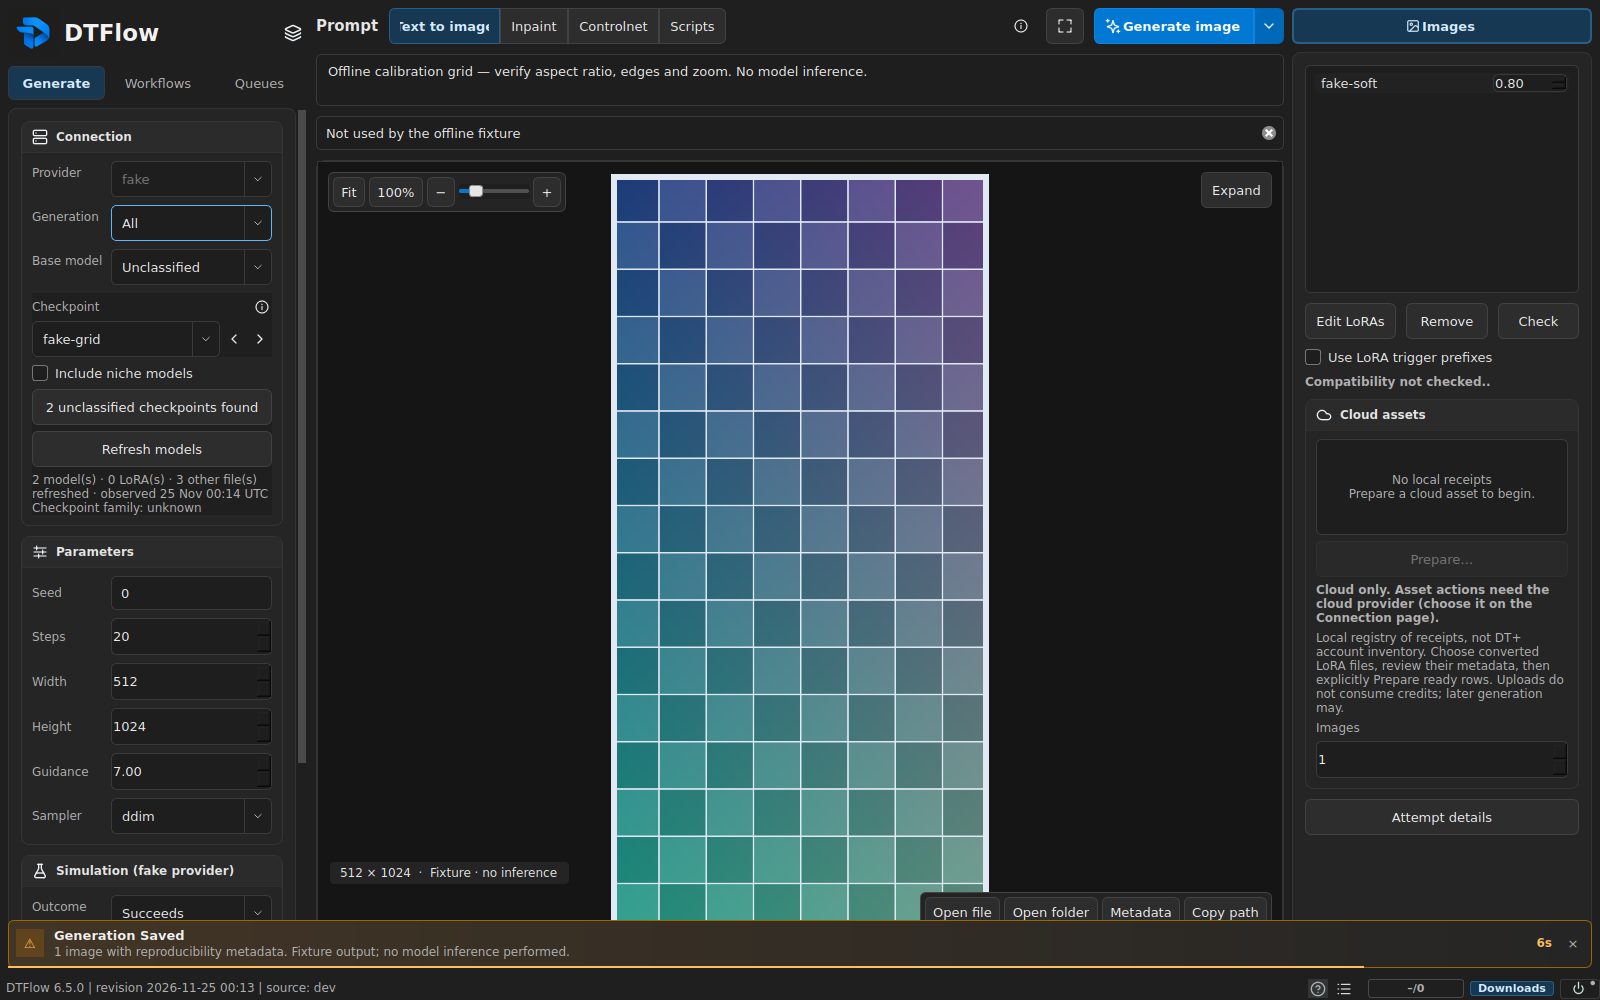 DTFlow
Generate
Workflows
Queues
Connection
Provider
fake
Generation
All
Base model
Unclassified
Checkpoint
fake-grid
Include niche models
2 unclassified checkpoints found
Refresh models
2 model(s) · 0 LoRA(s) · 3 other file(s)
refreshed · observed 25 Nov 00:14 UTC
Checkpoint family: unknown
Parameters
Seed
0
Steps
20
Width
512
Height
1024
Guidance
7.00
Sampler
ddim
Simulation (fake provider)
Outcome
Succeeds
Prompt
Text to image
Inpaint
Controlnet
Scripts
Generate image
Offline calibration grid — verify aspect ratio, edges and zoom. No model inference.
Not used by the offline fixture
Fit
100%
−
+
Expand
512 × 1024 · Fixture · no inference
Open file
Open folder
Metadata
Copy path
Images
fake-soft
0.80
Edit LoRAs
Remove
Check
Use LoRA trigger prefixes
Compatibility not checked..
Cloud assets
No local receipts
Prepare a cloud asset to begin.
Prepare...
Cloud only. Asset actions need the
cloud provider (choose it on the
Connection page).
Local registry of receipts, not DT+
account inventory. Choose converted
LoRA files, review their metadata, then
explicitly Prepare ready rows. Uploads do
not consume credits; later generation
may.
Images
1
Attempt details
Generation Saved
1 image with reproducibility metadata. Fixture output; no model inference performed.
6s
DTFlow 6.5.0 | revision 2026-11-25 00:13 | source: dev
-/0
Downloads